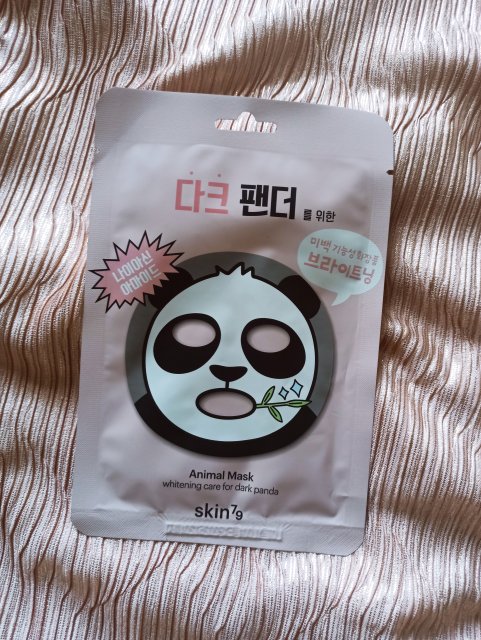 다크 팬더를 위한
미백 기능성 화장품
브라이트닝
나이아신
아마이드
Animal Mask
whitening care for dark panda
skin79